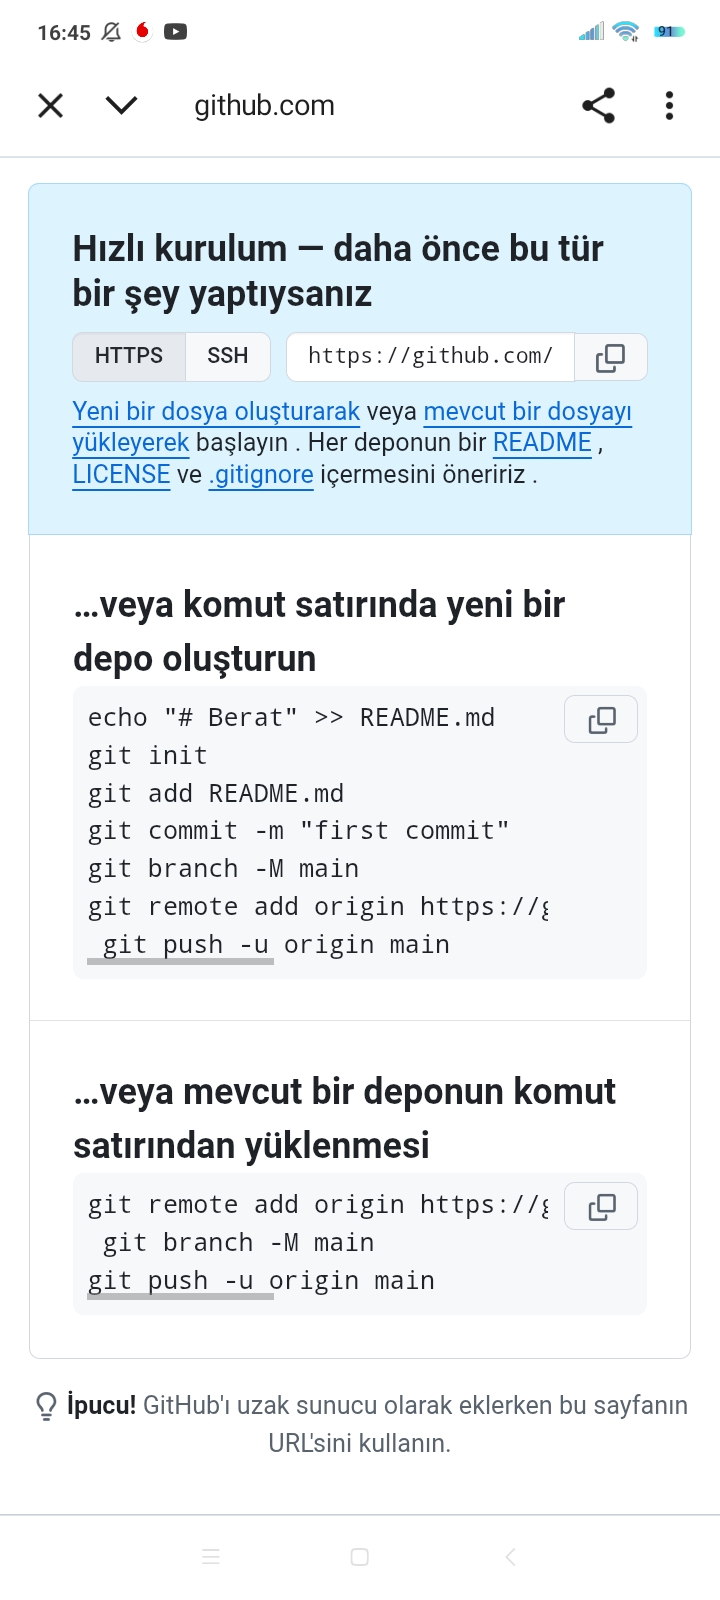 16:45
91
github.com
Hızlı kurulum — daha önce bu tür
bir şey yaptıysanız
HTTPS SSH https://github.com/
Yeni bir dosya oluşturarak veya mevcut bir dosyayı
yükleyerek başlayın . Her deponun bir README ,
LICENSE ve .gitignore içermesini öneririz .
…veya komut satırında yeni bir
depo oluşturun
echo "# Berat" >> README.md
git init
git add README.md
git commit -m "first commit"
git branch -M main
git remote add origin https://g
git push -u origin main
…veya mevcut bir deponun komut
satırından yüklenmesi
git remote add origin https://g
git branch -M main
git push -u origin main
İpucu! GitHub'ı uzak sunucu olarak eklerken bu sayfanın
URL'sini kullanın.